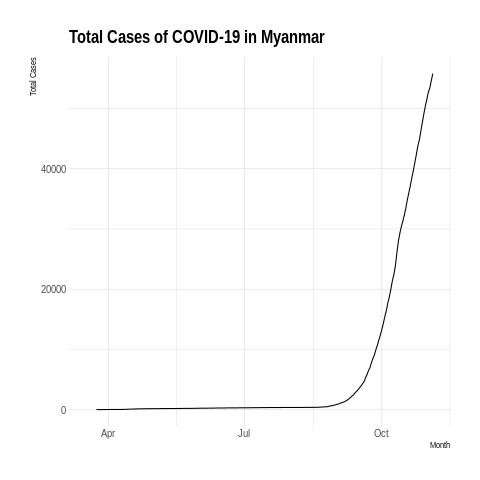 Total Cases of COVID-19 in Myanmar
Total Cases
40000
20000
0
Apr
Jul
Oct
Month